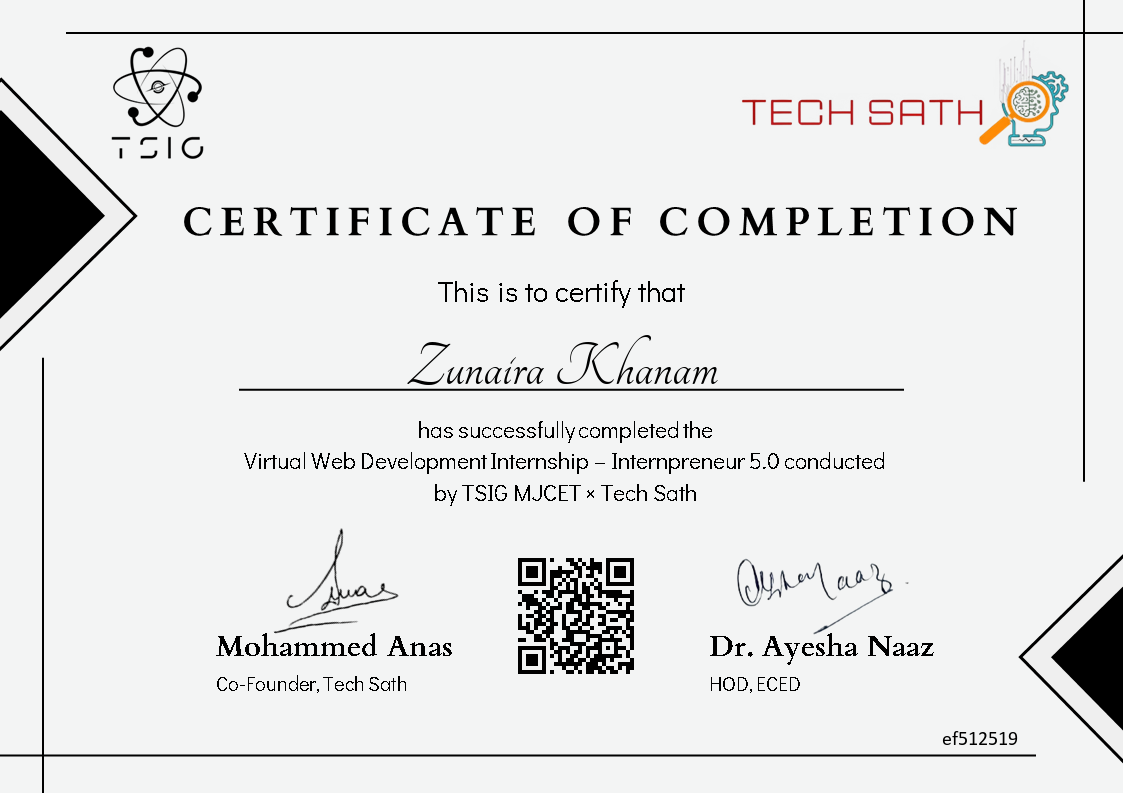 TSIG
TECH SATH
CERTIFICATE OF COMPLETION
This is to certify that
Zunaira Khanam
has successfully completed the
Virtual Web Development Internship – Internpreneur 5.0 conducted
by TSIG MJCET × Tech Sath
Anas
Mohammed Anas
Co-Founder, Tech Sath
Ayesha Naaz
Dr. Ayesha Naaz
HOD, ECED
ef512519